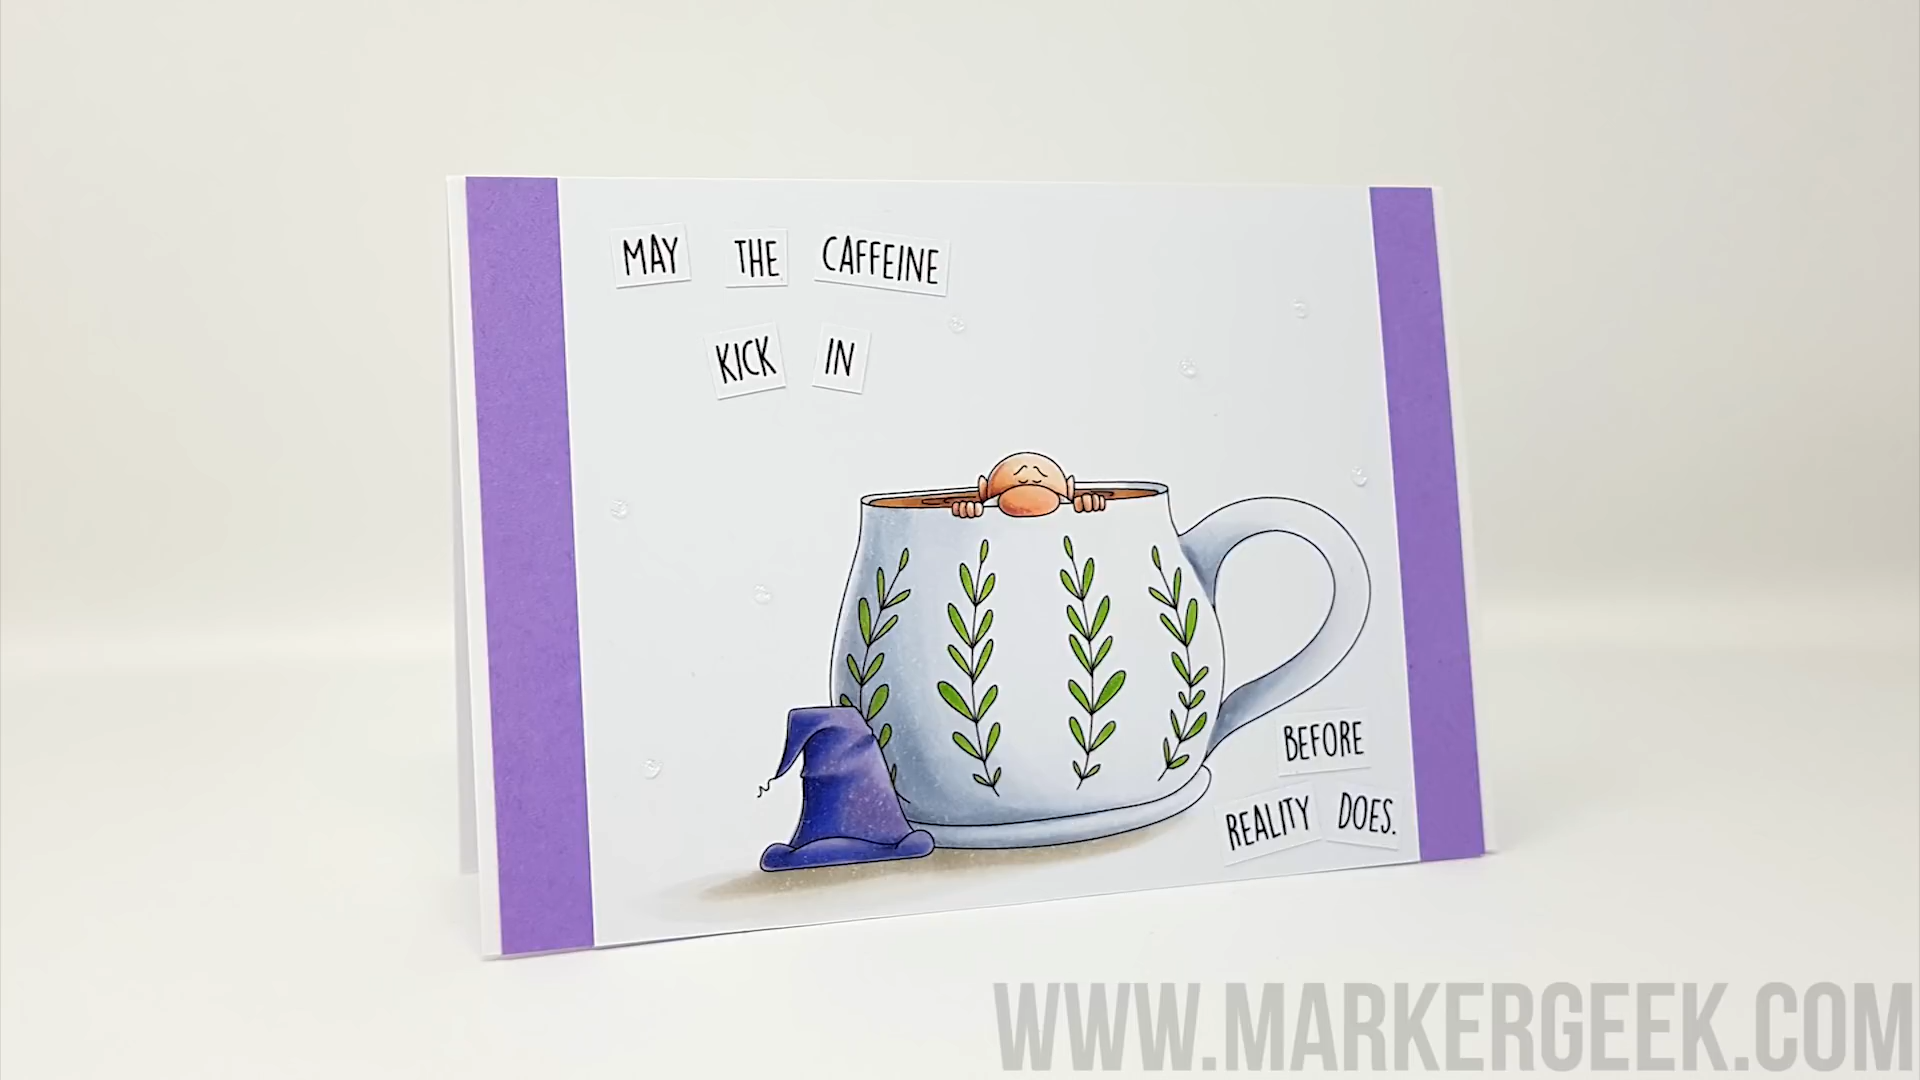 MAY THE CAFFEINE
KICK IN
BEFORE
REALITY DOES.
WWW.MARKERGEEK.COM